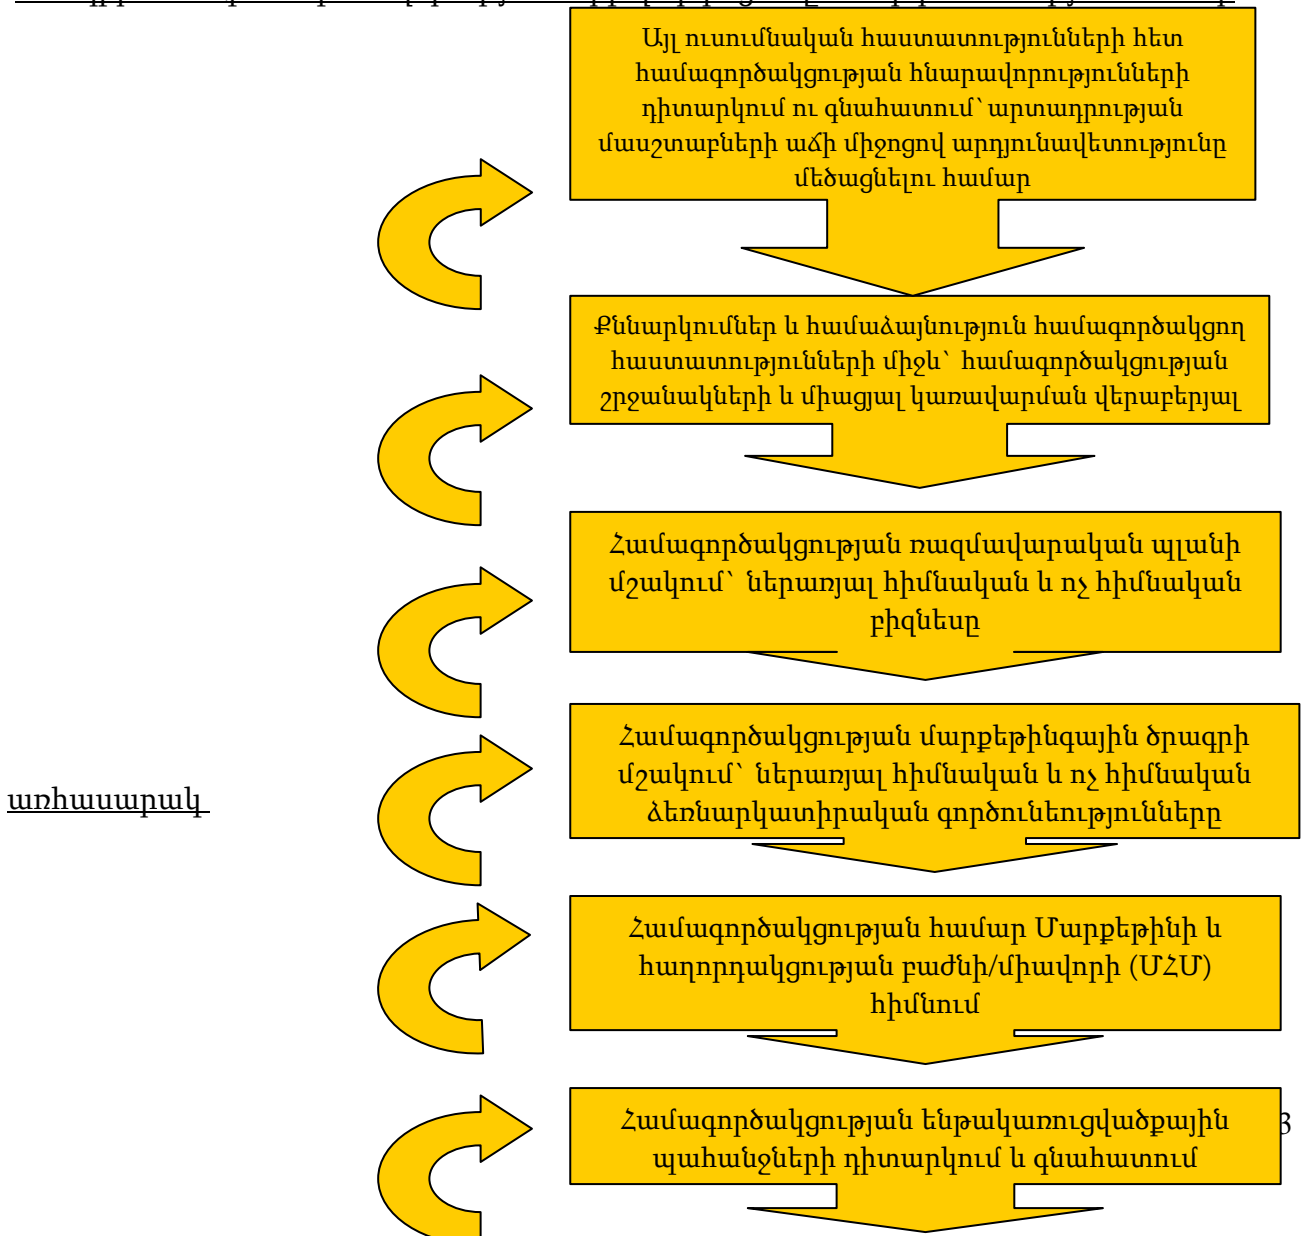 Այլ ուսումնական հաստատությունների հետ
համագործակցության հնարավորությունների
դիտարկում ու գնահատում՝ արտադրության
մասշտաբների աճի միջոցով արդյունավետությունը
մեծացնելու համար
Քննարկումներ և համաձայնություն համագործակցող
հաստատությունների միջև՝ համագործակցության
շրջանակների և միացյալ կառավարման վերաբերյալ
Համագործակցության ռազմավարական պլանի
մշակում՝ ներառյալ հիմնական և ոչ հիմնական
բիզնեսը
Համագործակցության մարքեթինգային ծրագրի
մշակում՝ ներառյալ հիմնական և ոչ հիմնական
ձեռնարկատիրական գործունեությունները
առհասարակ
Համագործակցության համար Մարքեթինի և
հաղորդակցության բաժնի/միավորի (ՄՀՄ)
հիմնում
Համագործակցության ենթակառուցվածքային
պահանջների դիտարկում և գնահատում
3